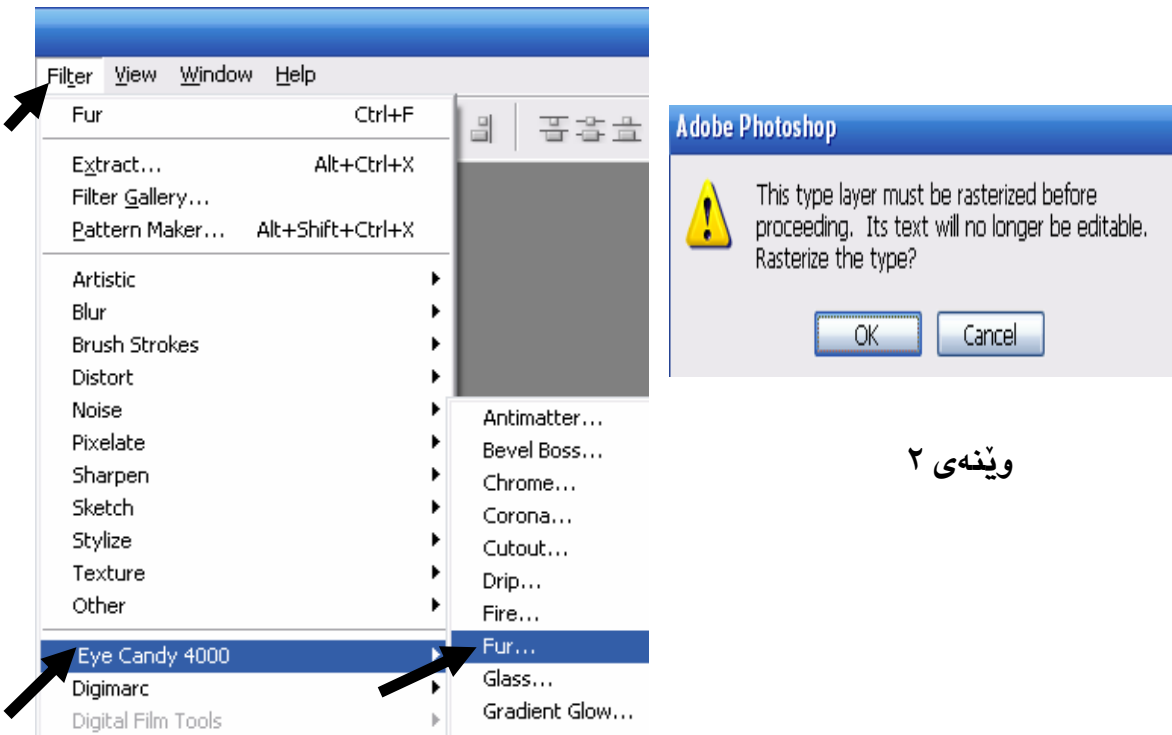 Filter View Window Help
Fur Ctrl+F
Extract... Alt+Ctrl+X
Filter Gallery...
Pattern Maker... Alt+Shift+Ctrl+X
Artistic
Blur
Brush Strokes
Distort
Noise
Pixelate
Sharpen
Sketch
Stylize
Texture
Other
Eye Candy 4000
Digimarc
Digital Film Tools
Antimatter...
Bevel Boss...
Chrome...
Corona...
Cutout...
Drip...
Fire...
Fur...
Glass...
Gradient Glow...
Adobe Photoshop
This type layer must be rasterized before
proceeding. Its text will no longer be editable.
Rasterize the type?
OK Cancel
وێنەی ٢